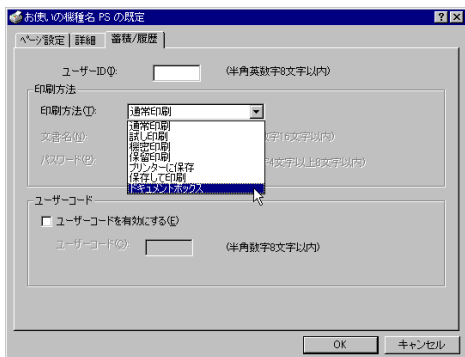 お使いの機種名 PS の既定
ページ設定 詳細 蓄積/履歴
ユーザーID(I): (半角英数字8文字以内)
印刷方法
印刷方法(T): 通常印刷
通常印刷
試し印刷
機密印刷
保留印刷
プリンターに保存
保存して印刷
ドキュメントボックス
文書名(N): 字16文字以内)
パスワード(P): 字4文字以上8文字以内)
ユーザーコード
ユーザーコードを有効にする(E)
ユーザーコード(C): (半角数字8文字以内)
OK キャンセル